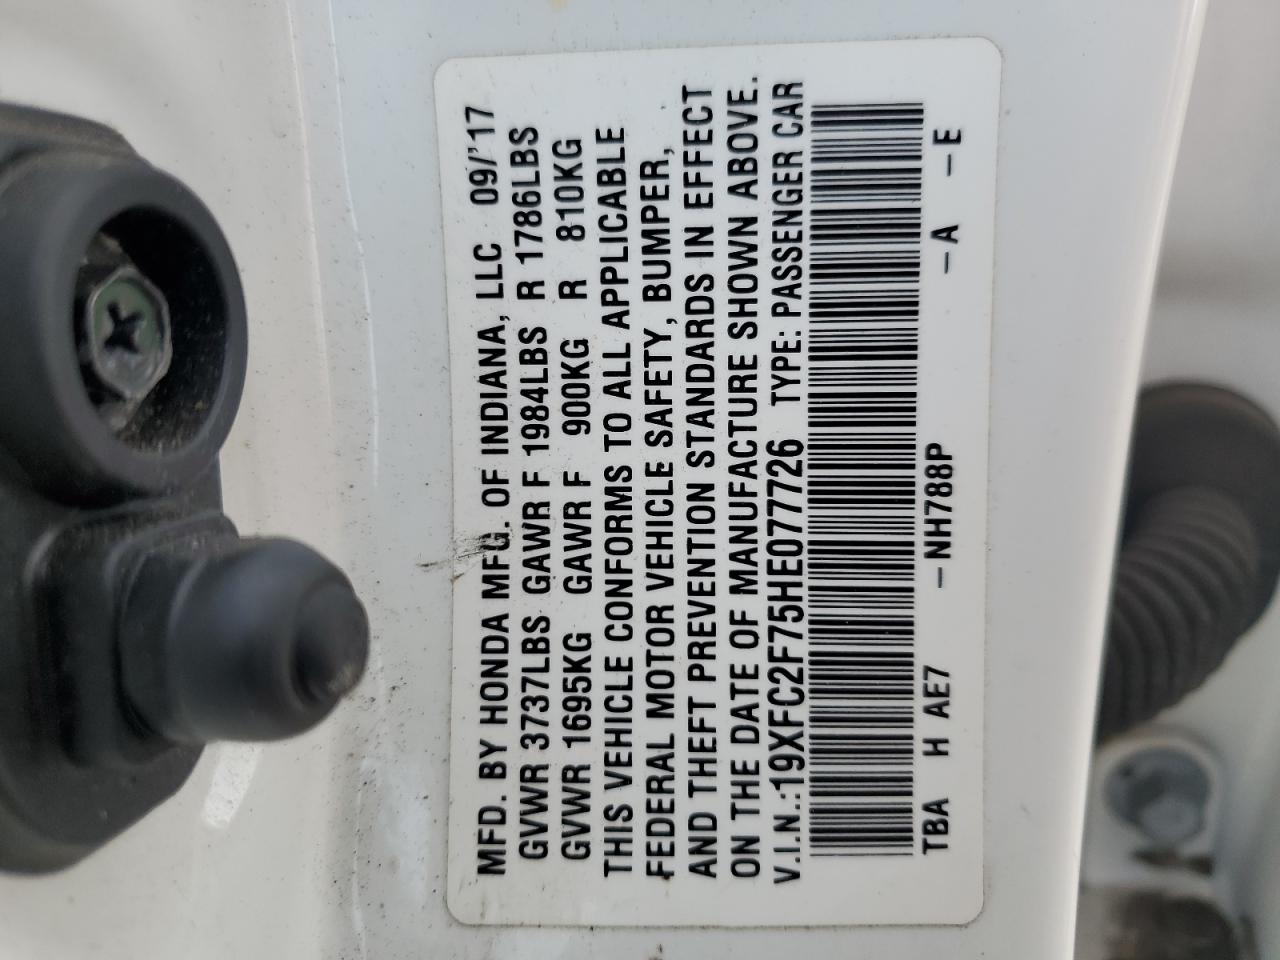 MFD. BY HONDA MFG. OF INDIANA, LLC 09/'17
GVWR 3737LBS GAWR F 1984LBS R 1786LBS
GVWR 1695KG GAWR F 900KG R 810KG
THIS VEHICLE CONFORMS TO ALL APPLICABLE
FEDERAL MOTOR VEHICLE SAFETY, BUMPER,
AND THEFT PREVENTION STANDARDS IN EFFECT
ON THE DATE OF MANUFACTURE SHOWN ABOVE.
V.I.N.:19XFC2F75HE077726 TYPE: PASSENGER CAR
TBA H AE7 –NH788P –A –E